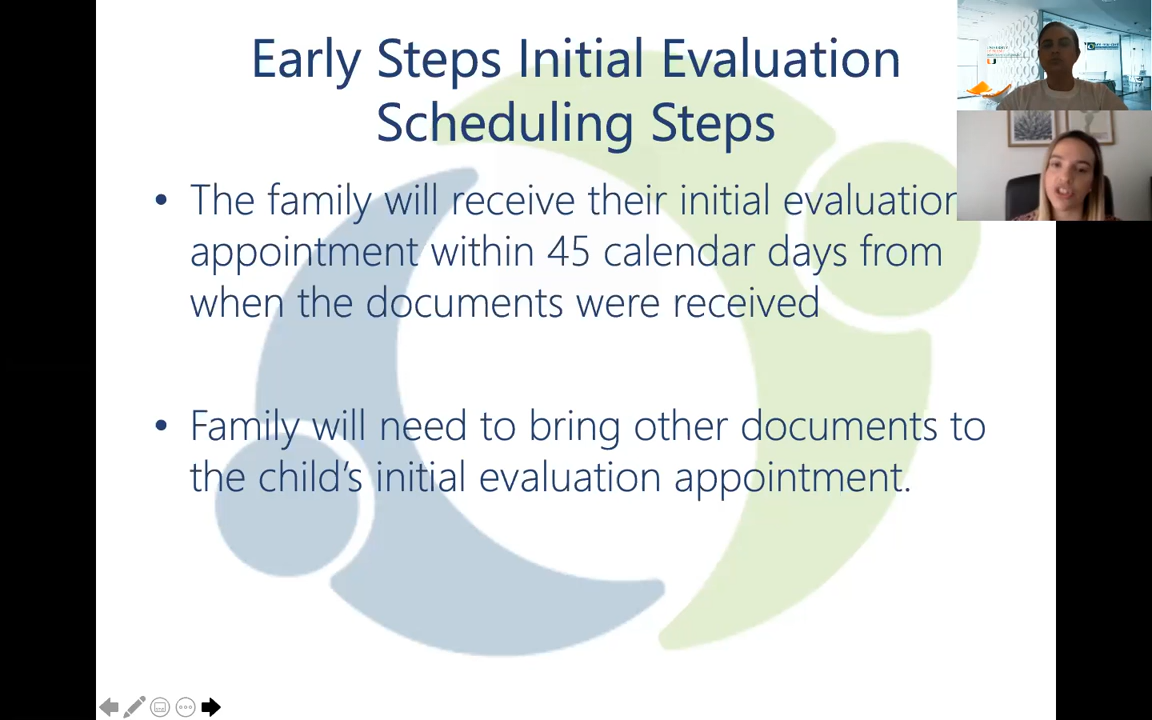 Early Steps Initial Evaluation
Scheduling Steps
• The family will receive their initial evaluation
appointment within 45 calendar days from
when the documents were received
• Family will need to bring other documents to
the child's initial evaluation appointment.